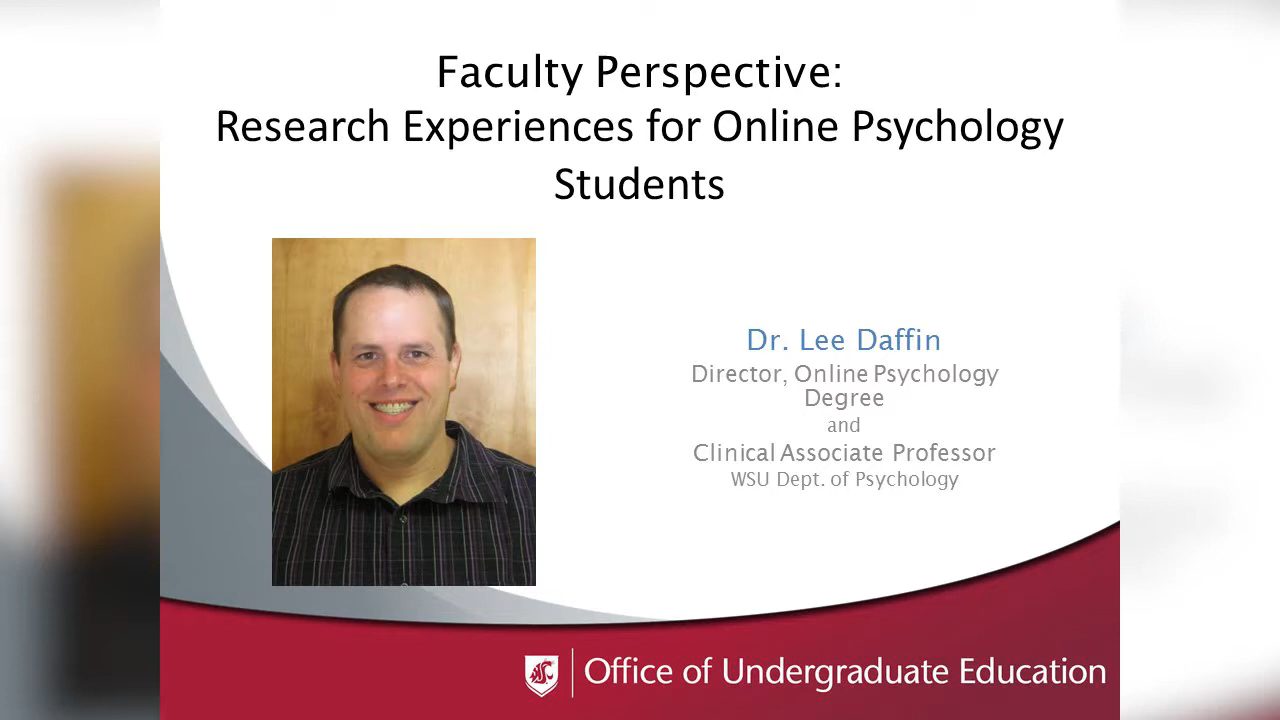 Faculty Perspective:
Research Experiences for Online Psychology
Students
Dr. Lee Daffin
Director, Online Psychology
Degree
and
Clinical Associate Professor
WSU Dept. of Psychology
Office of Undergraduate Education